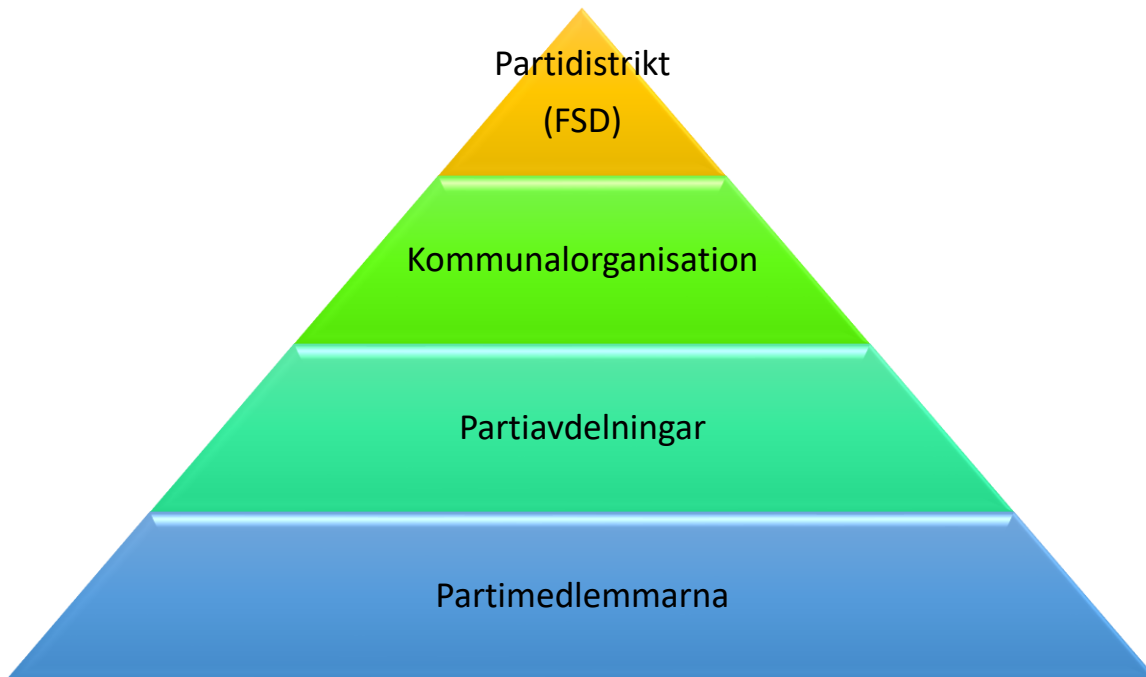 Partidistrikt
(FSD)
Kommunalorganisation
Partiavdelningar
Partimedlemmarna